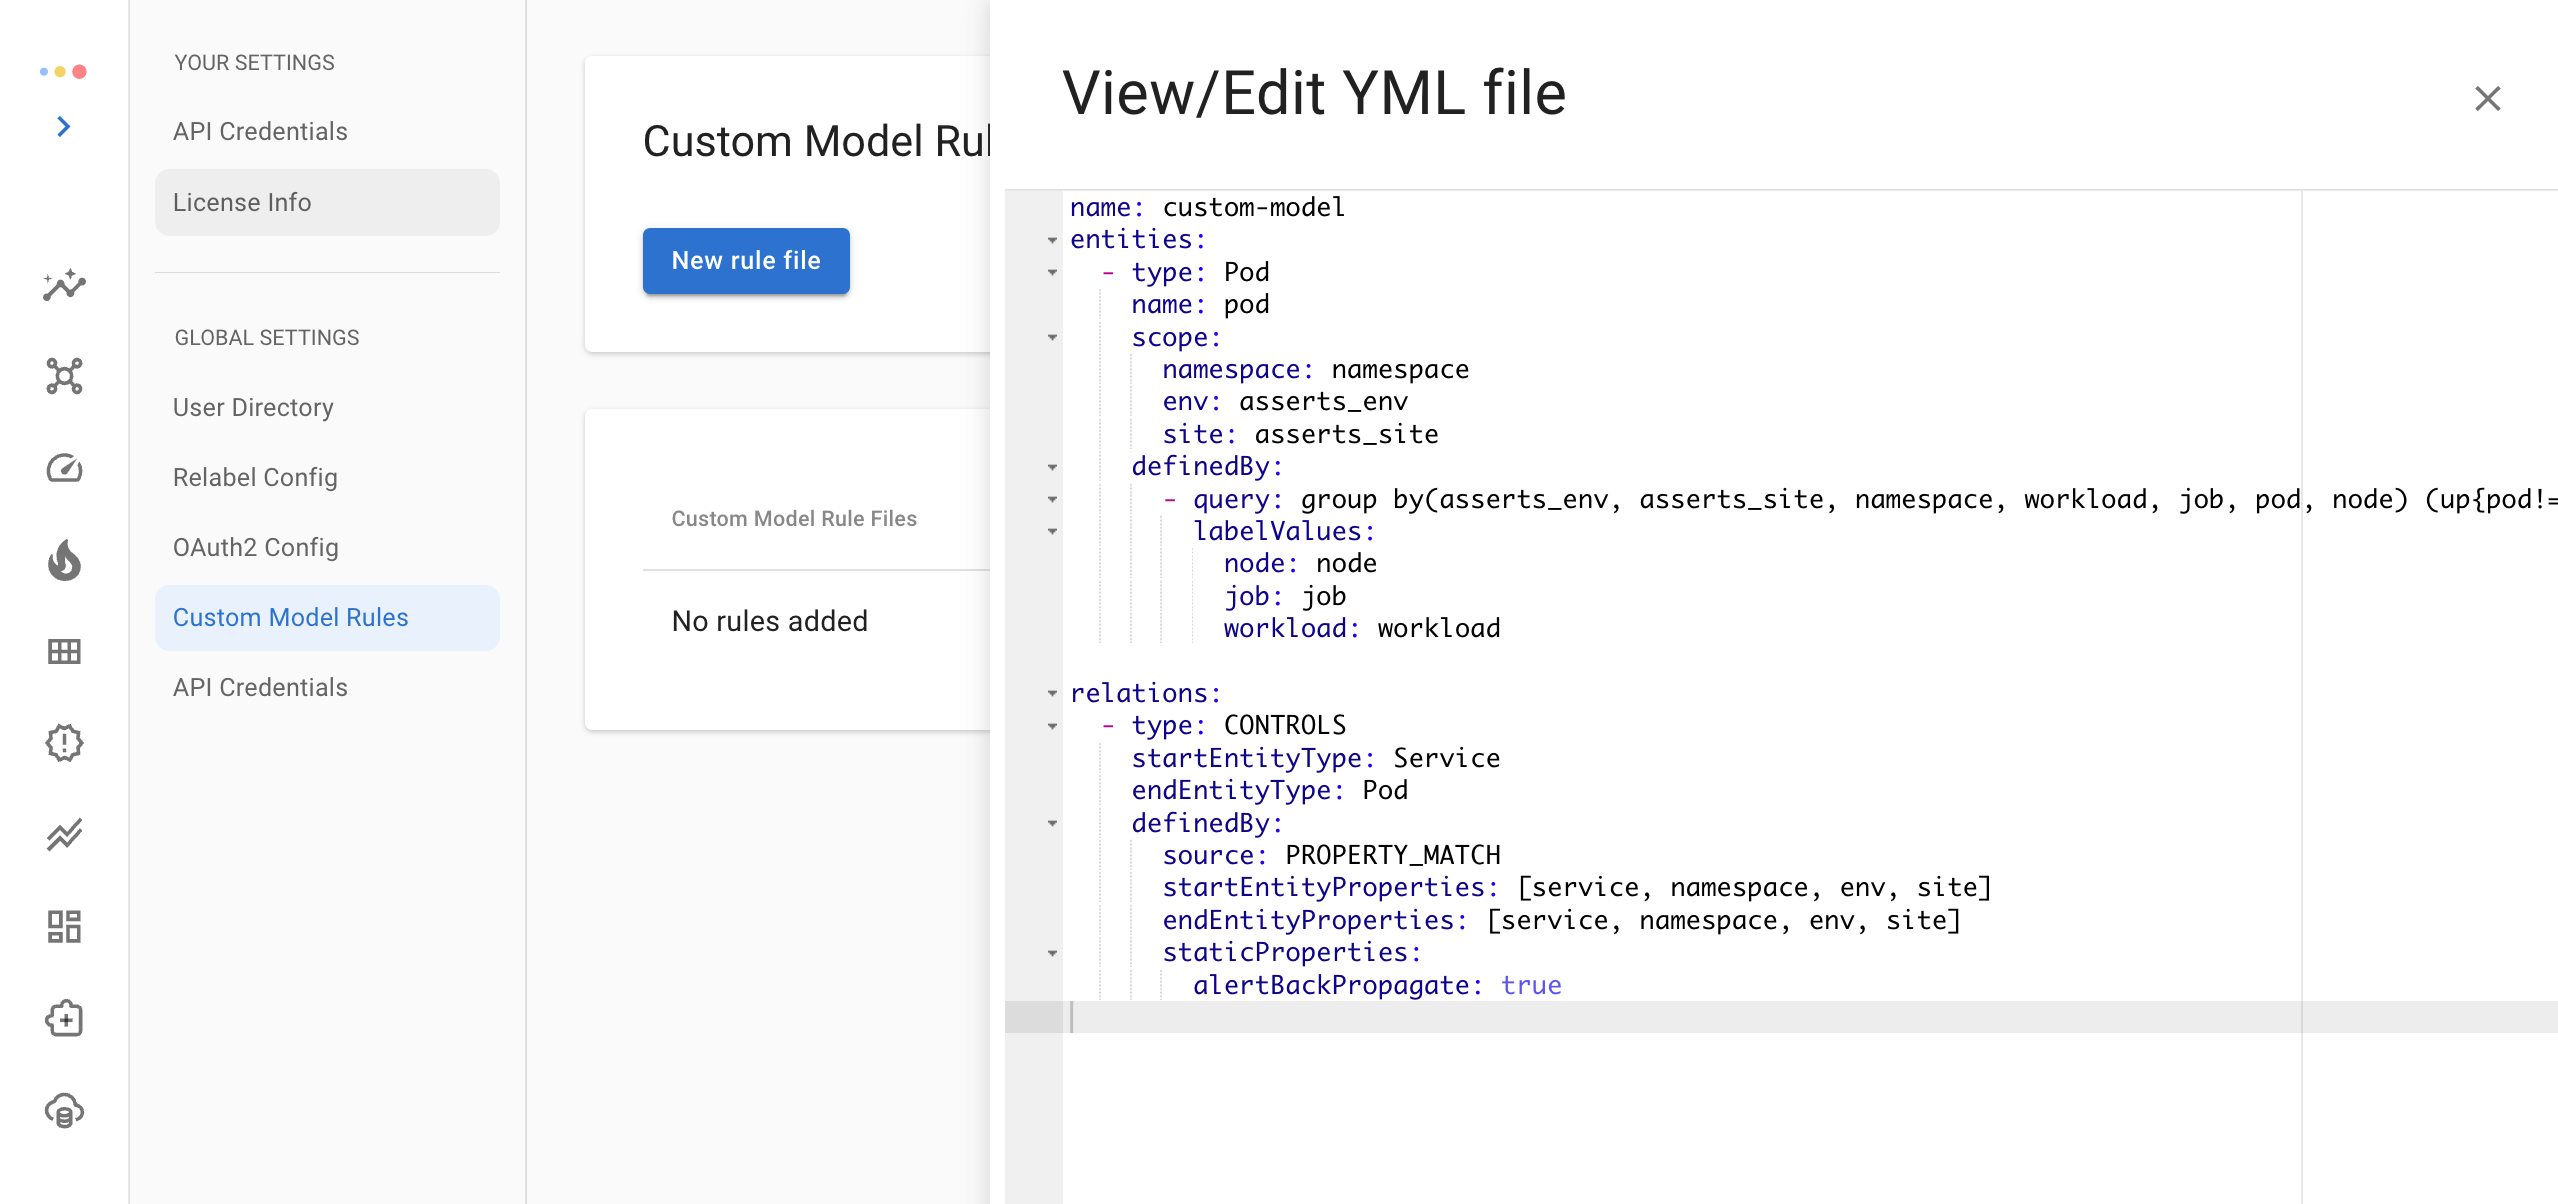 YOUR SETTINGS
API Credentials
License Info
GLOBAL SETTINGS
User Directory
Relabel Config
OAuth2 Config
Custom Model Rules
API Credentials
Custom Model Rul
New rule file
Custom Model Rule Files
No rules added
View/Edit YML file
name: custom-model
entities:
  - type: Pod
    name: pod
    scope:
      namespace: namespace
      env: asserts_env
      site: asserts_site
    definedBy:
      - query: group by(asserts_env, asserts_site, namespace, workload, job, pod, node) (up{pod!=
        labelValues:
          node: node
          job: job
          workload: workload
relations:
  - type: CONTROLS
    startEntityType: Service
    endEntityType: Pod
    definedBy:
      source: PROPERTY_MATCH
      startEntityProperties: [service, namespace, env, site]
      endEntityProperties: [service, namespace, env, site]
      staticProperties:
        alertBackPropagate: true